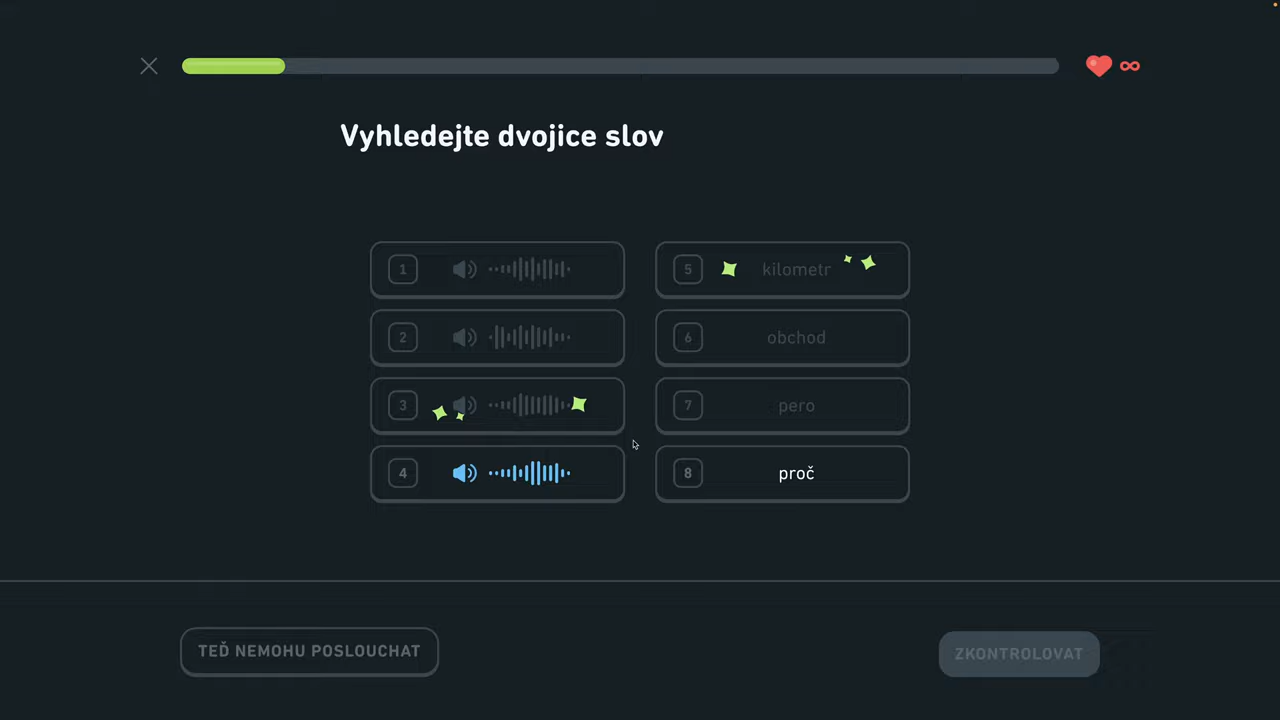 ∞
Vyhledejte dvojice slov
1
5 kilometr
2
6 obchod
3
7 pero
4
8 proč
TEĎ NEMOHU POSLOUCHAT
ZKONTROLOVAT